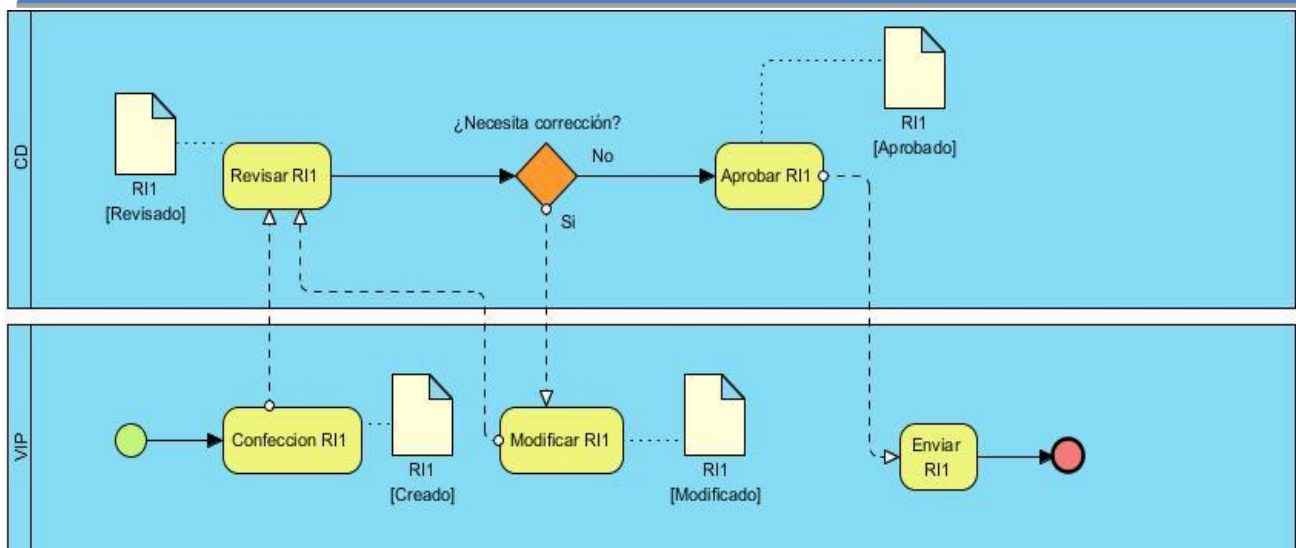 CD
RI1
[Revisado]
Revisar RI1
¿Necesita corrección?
No
Si
Aprobar RI1
RI1
[Aprobado]
VIP
Confeccion RI1
RI1
[Creado]
Modificar RI1
RI1
[Modificado]
Enviar
RI1